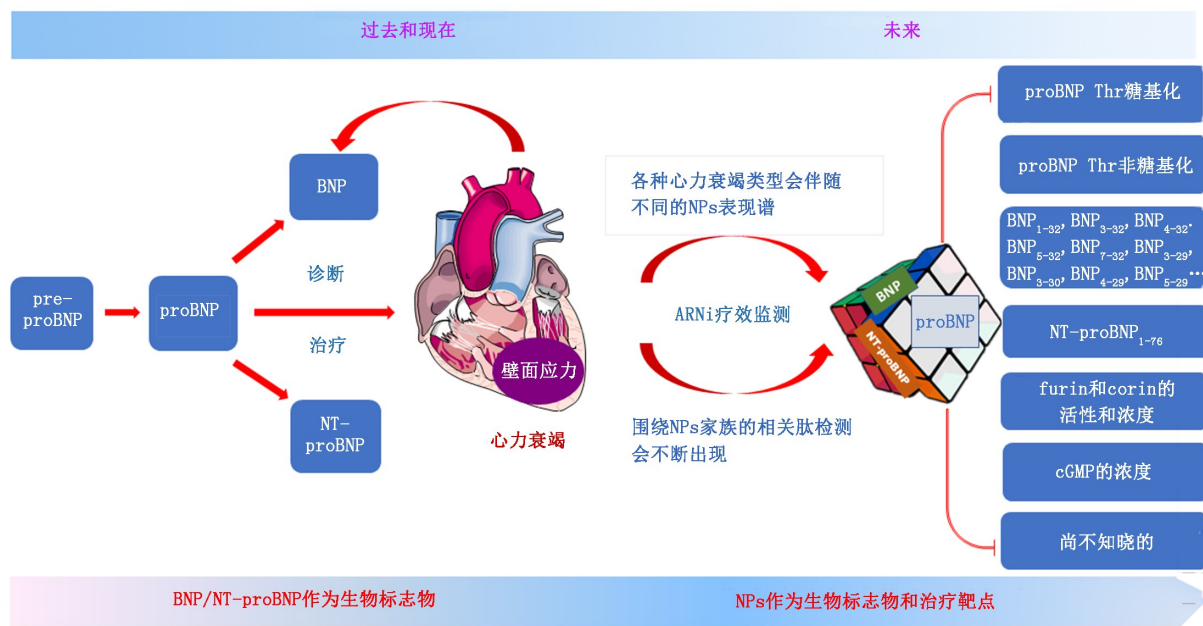 过去和现在
未来
pre-
proBNP
proBNP
BNP
NT-
proBNP
诊断
治疗
壁面应力
心力衰竭
各种心力衰竭类型会伴随
不同的NPs表现谱
ARNi疗效监测
围绕NPs家族的相关肽检测
会不断出现
BNP
NT-proBNP
proBNP
proBNP Thr糖基化
proBNP Thr非糖基化
BNP₁₋₃₂, BNP₃₋₃₂, BNP₄₋₃₂.
BNP₅₋₃₂, BNP₇₋₃₂, BNP₃₋₂₉,
BNP₃₋₃₀, BNP₄₋₂₉, BNP₅₋₂₉…
NT-proBNP₁₋₇₆
furin和corin的
活性和浓度
cGMP的浓度
尚不知晓的
BNP/NT-proBNP作为生物标志物
NPs作为生物标志物和治疗靶点